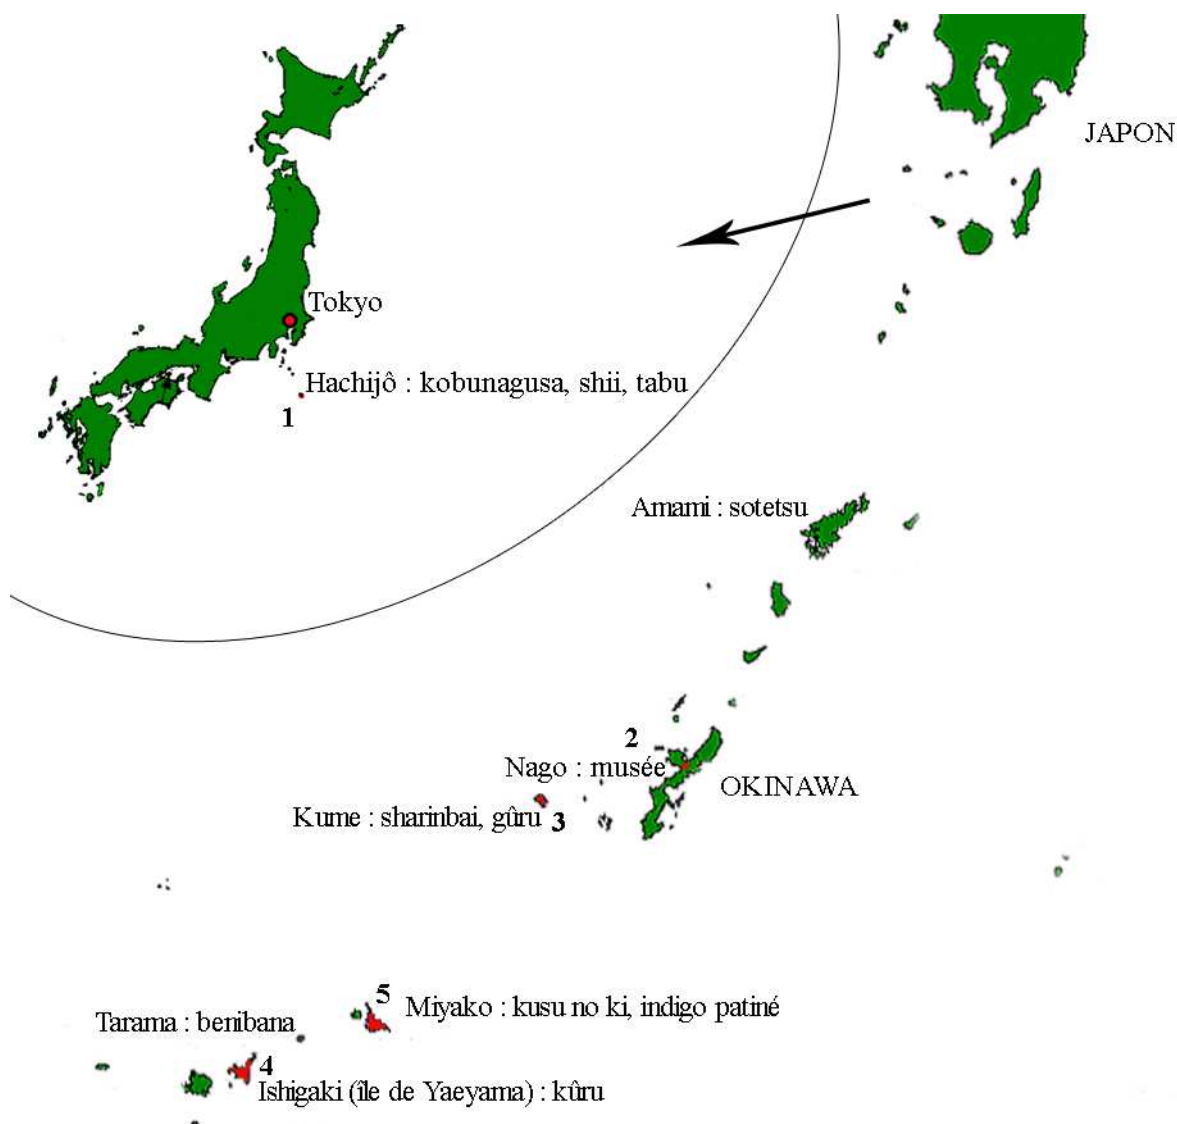 JAPON
Tokyo
Hachijô : kobunagusa, shii, tabu
1
Amami : sotetsu
2
Nago : musée
OKINAWA
Kume : sharinbai, gûru 3
5
Miyako : kusu no ki, indigo patiné
Tarama : benibana
4
Ishigaki (île de Yaeyama) : kûru